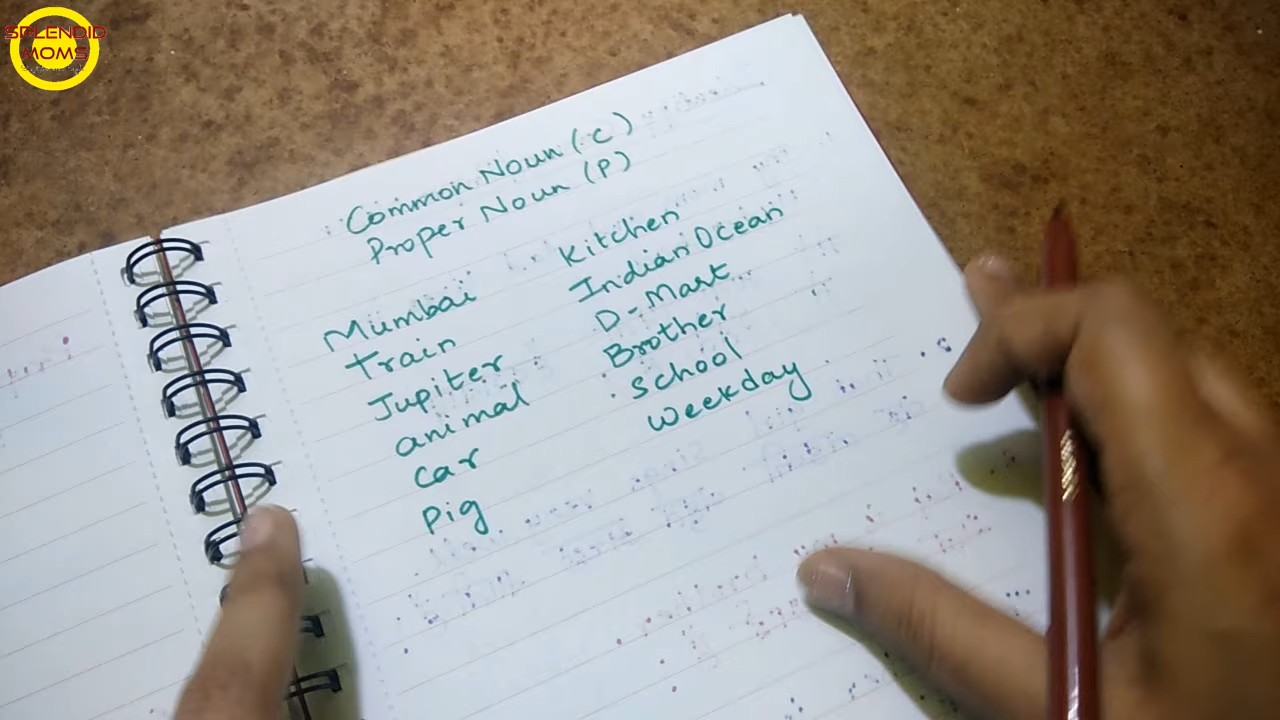 SPLENDID
MOMS
Common Noun (C)
Proper Noun (P)
Mumbai
Train
Jupiter
animal
Car
Pig
Kitchen
Indian Ocean
D-Mart
Brother
School
Weekday